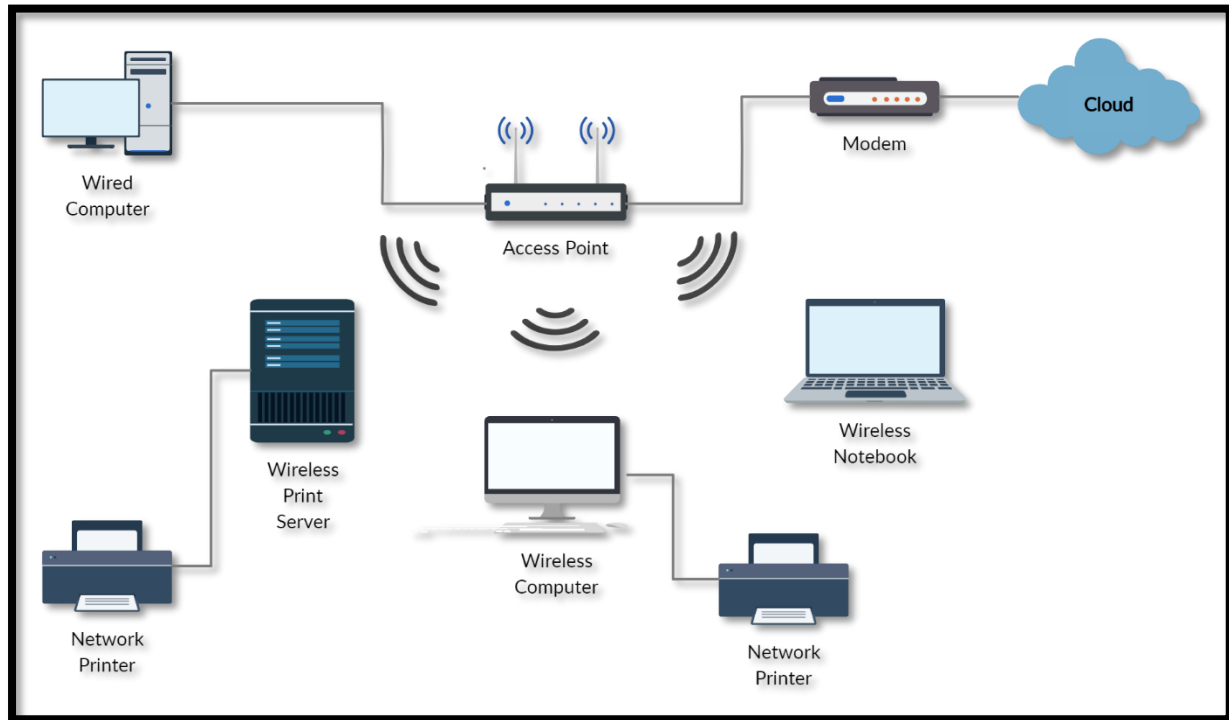 Cloud
Modem
Wired
Computer
Access Point
Wireless
Notebook
Wireless
Print
Server
Wireless
Computer
Network
Printer
Network
Printer